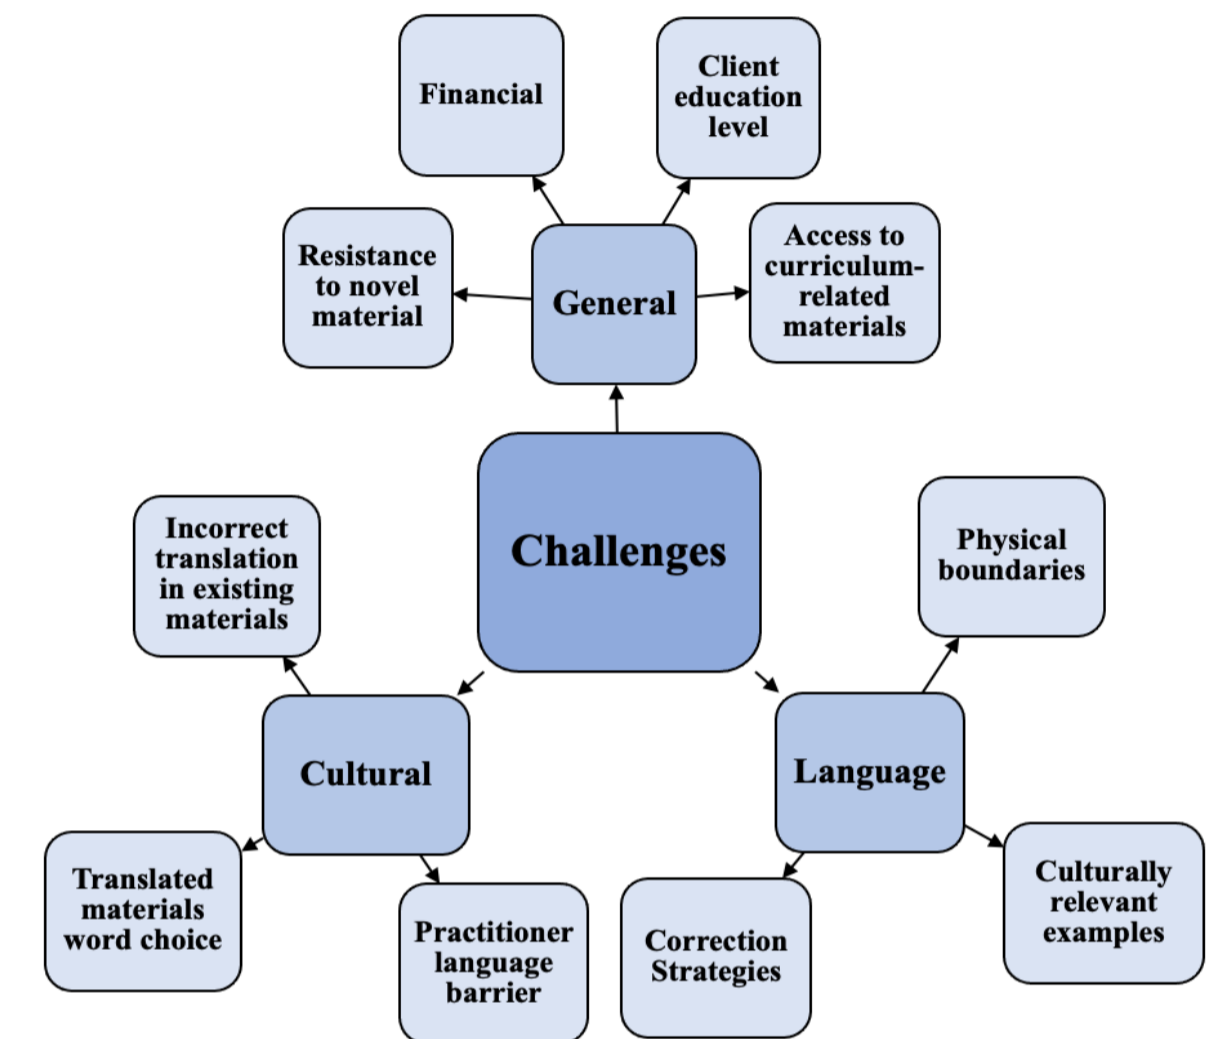 Financial
Client
education
level
Resistance
to novel
material
General
Access to
curriculum-
related
materials
Challenges
Incorrect
translation
in existing
materials
Physical
boundaries
Cultural
Language
Translated
materials
word choice
Practitioner
language
barrier
Correction
Strategies
Culturally
relevant
examples